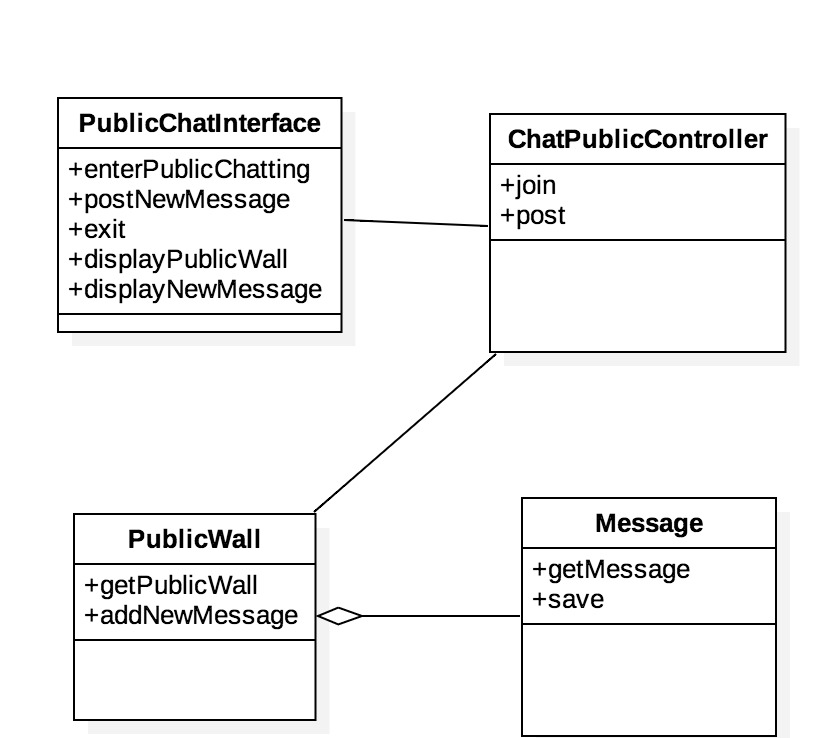 PublicChatInterface
+enterPublicChatting
+postNewMessage
+exit
+displayPublicWall
+displayNewMessage
ChatPublicController
+join
+post
PublicWall
+getPublicWall
+addNewMessage
Message
+getMessage
+save